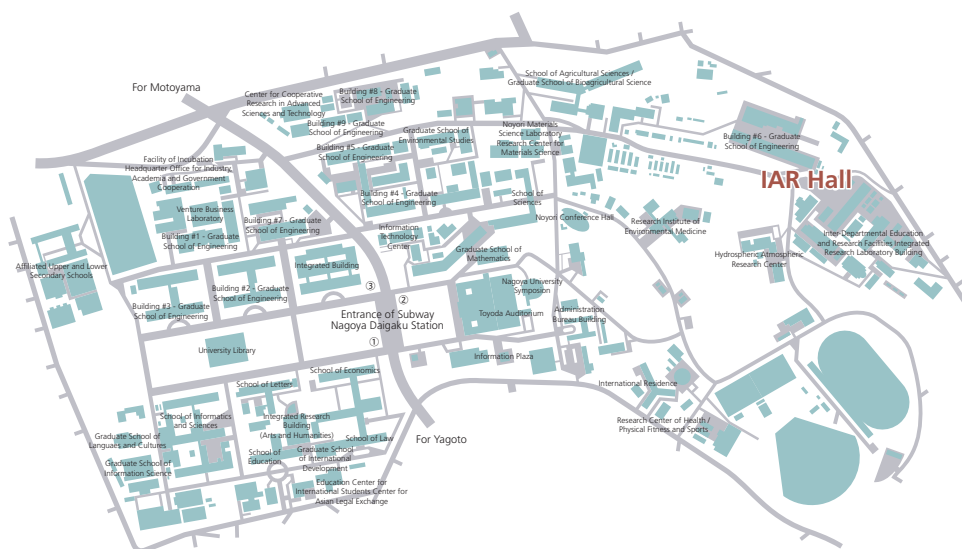 School of Agricultural Sciences /
Graduate School of Bioagricultural Science
For Motoyama
Center for Cooperative
Research in Advanced
Sciences and Technology
Building #8 - Graduate
School of Engineering
Building #9 - Graduate
School of Engineering
Graduate School of
Environmental Studies
Noyori Materials
Science Laboratory
Research Center for
Materials Science
Building #6 - Graduate
School of Engineering
Building #5 - Graduate
School of Engineering
Facility of Incubation
Headquarter Office for Industry,
Academia and Government
Cooperation
IAR Hall
Building #4 - Graduate
School of Engineering
School of
Sciences
Venture Business
Laboratory
Building #7 - Graduate
School of Engineering
Noyori Conference Hall
Research Institute of
Environmental Medicine
Building #1 - Graduate
School of Engineering
Information
Technology
Center
Inter-Departmental Education
and Research Facilities Integrated
Research Laboratory Building
Graduate School of
Mathematics
Hydrospheric Atmospheric
Research Center
Affiliated Upper and Lower
Secondary Schools
Integrated Building
Building #2 - Graduate
School of Engineering
Nagoya University
Symposion
③
②
Building #3 - Graduate
School of Engineering
Entrance of Subway
Nagoya Daigaku Station
Toyoda Auditorium
Administration
Bureau Building
①
University Library
Information Plaza
School of Economics
School of Letters
International Residence
School of Informatics
and Sciences
Integrated Research
Building
(Arts and Humanities)
Research Center of Health /
Physical Fitness and Sports
Graduate School of
Langugaes and Cultures
School of Law
For Yagoto
School of
Education
Graduate School
of International
Development
Graduate School of
Information Science
Education Center for
International Students Center for
Asian Legal Exchange